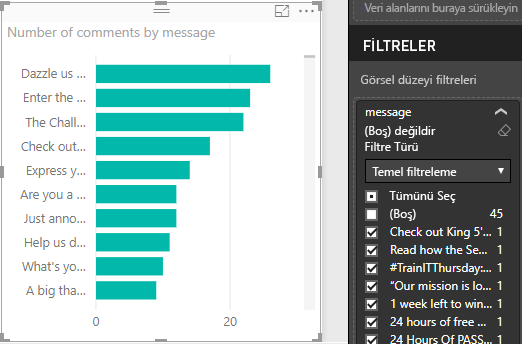 Veri alanlarını buraya sürükleyin
Number of comments by message
Dazzle us ...
Enter the ...
The Chall...
Check out...
Express y...
Are you a ...
Just anno...
Help us d...
What's yo...
A big tha...
0 20
FİLTRELER
Görsel düzeyi filtreleri
message
(Boş) değildir
Filtre Türü
Temel filtreleme
Tümünü Seç
(Boş) 45
Check out King 5'... 1
Read how the Se... 1
#TrainITThursday:... 1
"Our mission is lo... 1
1 week left to win... 1
24 hours of free ... 1
24 Hours Of PASS... 1